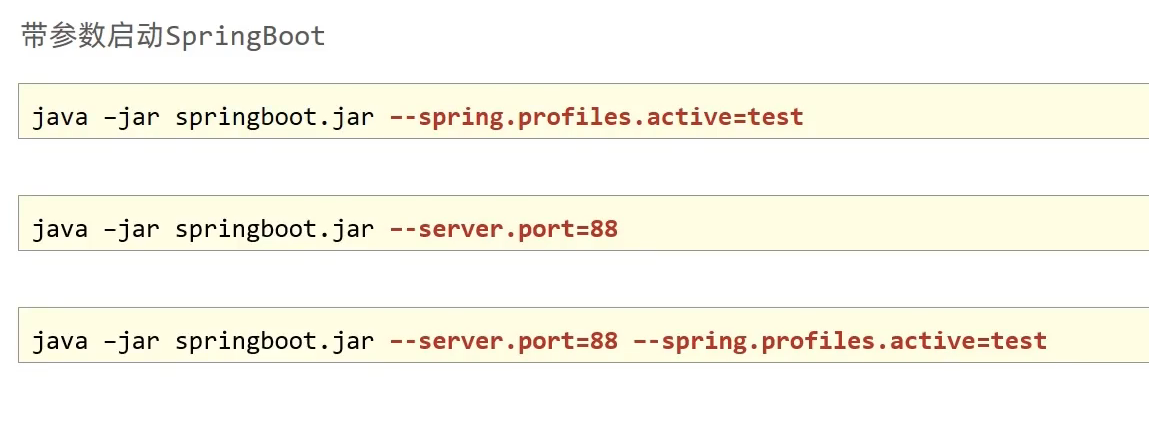 带参数启动SpringBoot
java –jar springboot.jar –-spring.profiles.active=test
java –jar springboot.jar –-server.port=88
java –jar springboot.jar –-server.port=88 –-spring.profiles.active=test